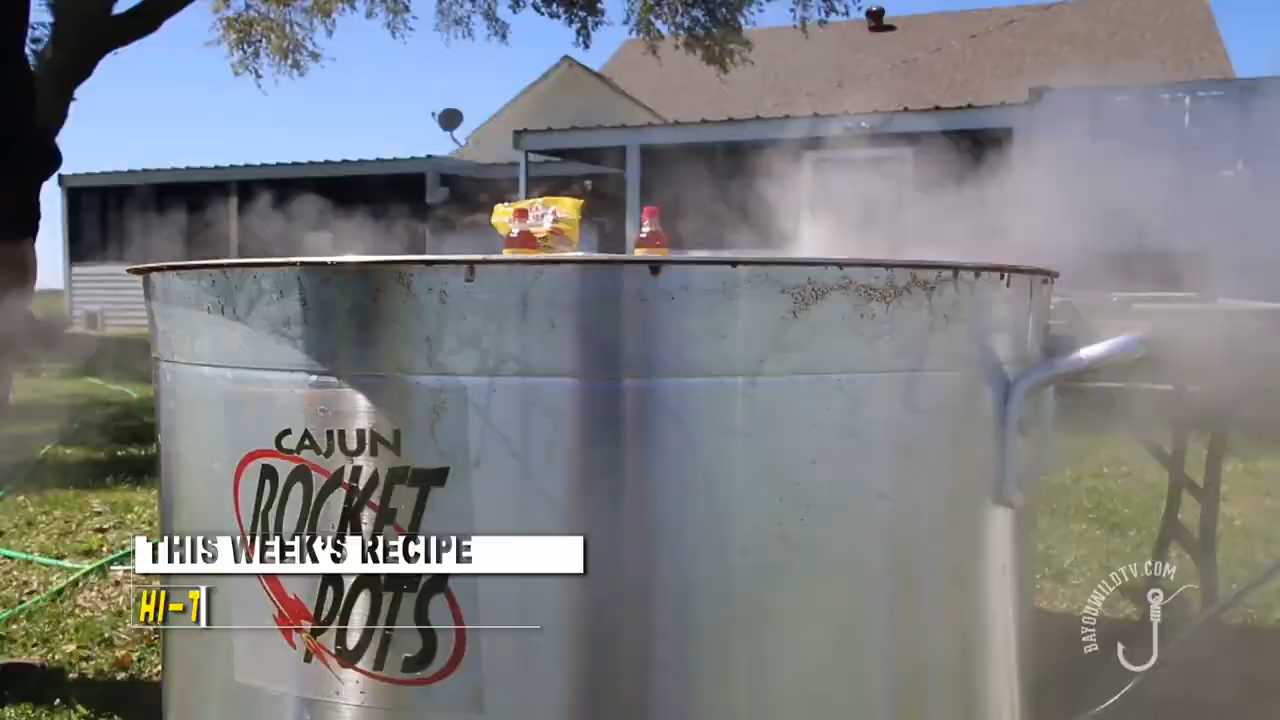 CAJUN
ROCKET
POTS
THIS WEEK'S RECIPE
HI-T
BAYOUWILDTV.COM